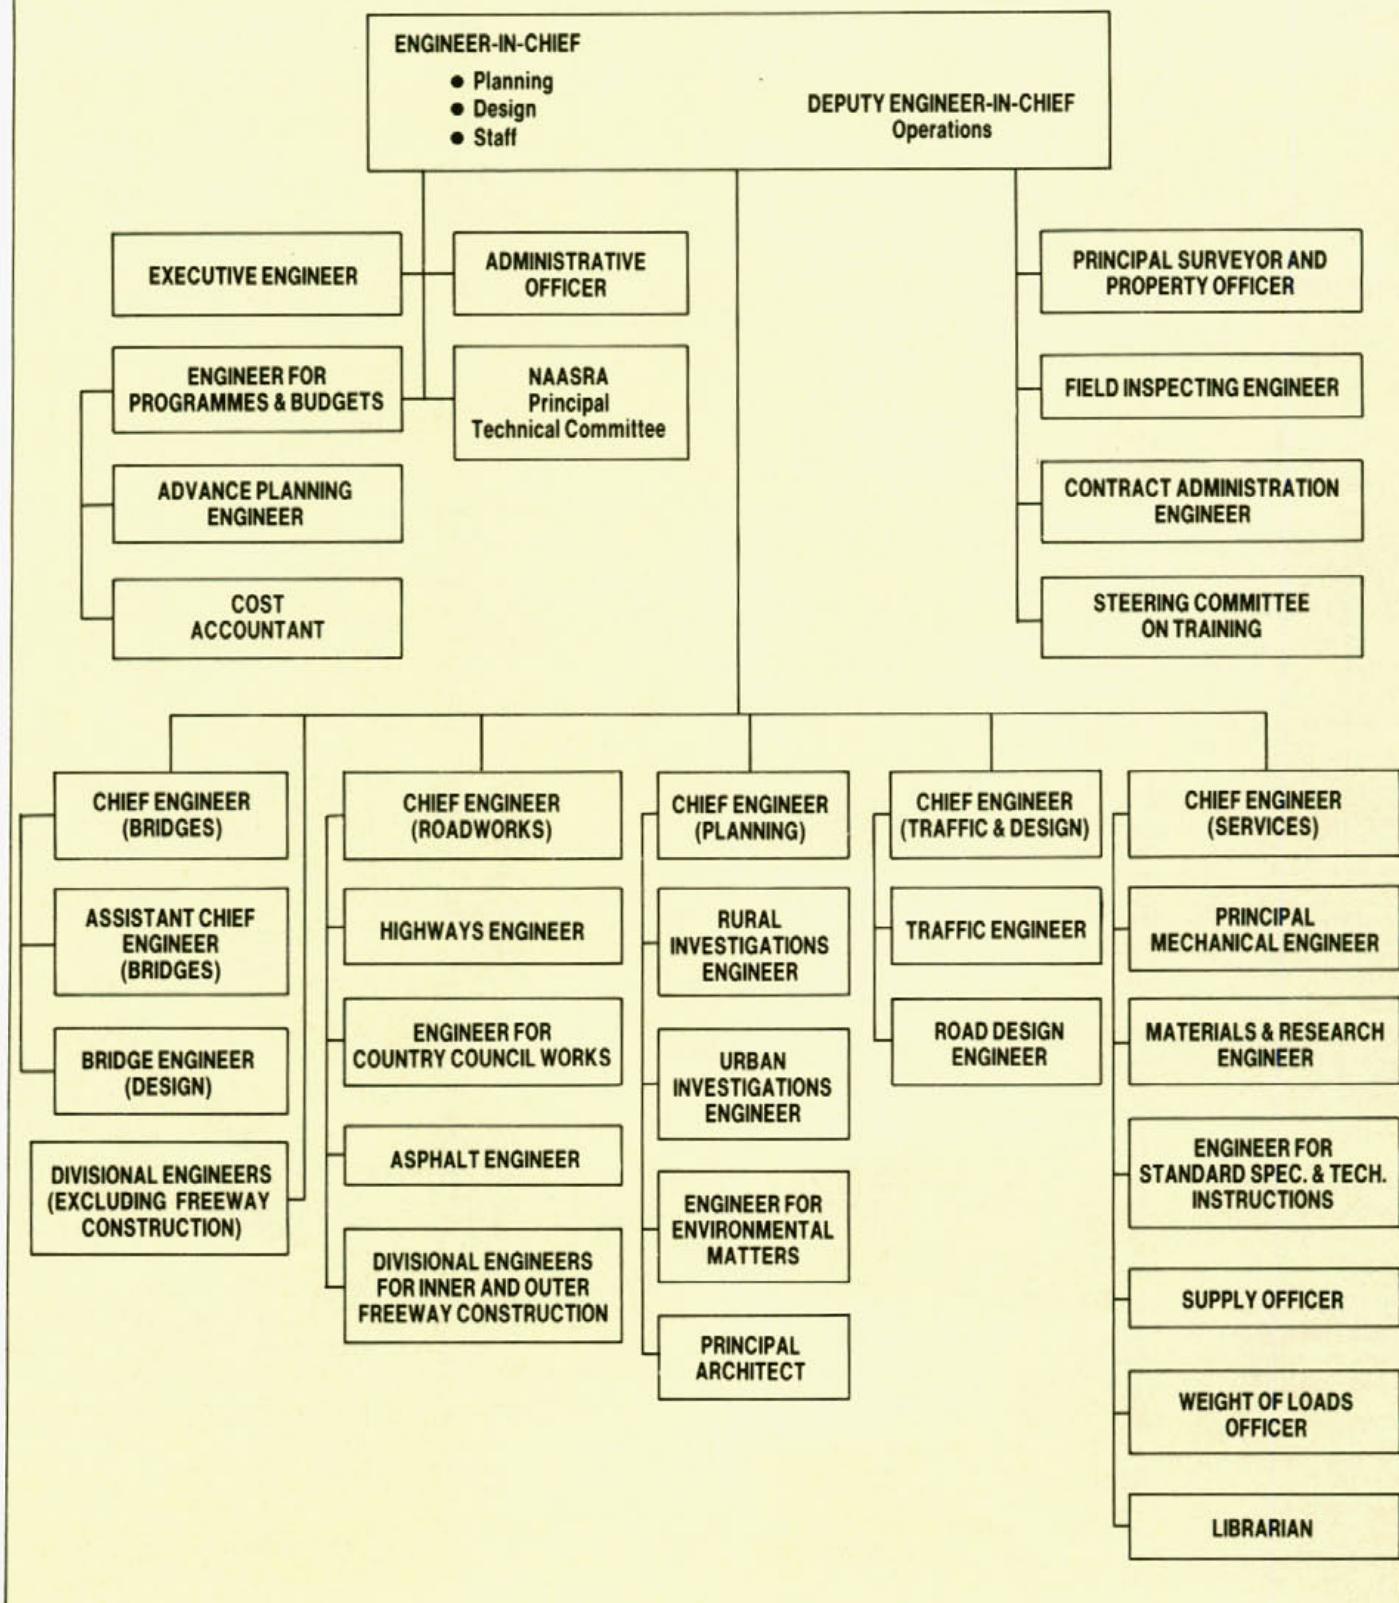 ENGINEER-IN-CHIEF
● Planning
● Design
● Staff
DEPUTY ENGINEER-IN-CHIEF
Operations
EXECUTIVE ENGINEER
ADMINISTRATIVE
OFFICER
ENGINEER FOR
PROGRAMMES & BUDGETS
NAASRA
Principal
Technical Committee
ADVANCE PLANNING
ENGINEER
COST
ACCOUNTANT
PRINCIPAL SURVEYOR AND
PROPERTY OFFICER
FIELD INSPECTING ENGINEER
CONTRACT ADMINISTRATION
ENGINEER
STEERING COMMITTEE
ON TRAINING
CHIEF ENGINEER
(BRIDGES)
ASSISTANT CHIEF
ENGINEER
(BRIDGES)
BRIDGE ENGINEER
(DESIGN)
DIVISIONAL ENGINEERS
(EXCLUDING FREEWAY
CONSTRUCTION)
CHIEF ENGINEER
(ROADWORKS)
HIGHWAYS ENGINEER
ENGINEER FOR
COUNTRY COUNCIL WORKS
ASPHALT ENGINEER
DIVISIONAL ENGINEERS
FOR INNER AND OUTER
FREEWAY CONSTRUCTION
CHIEF ENGINEER
(PLANNING)
RURAL
INVESTIGATIONS
ENGINEER
URBAN
INVESTIGATIONS
ENGINEER
ENGINEER FOR
ENVIRONMENTAL
MATTERS
PRINCIPAL
ARCHITECT
CHIEF ENGINEER
(TRAFFIC & DESIGN)
TRAFFIC ENGINEER
ROAD DESIGN
ENGINEER
CHIEF ENGINEER
(SERVICES)
PRINCIPAL
MECHANICAL ENGINEER
MATERIALS & RESEARCH
ENGINEER
ENGINEER FOR
STANDARD SPEC. & TECH.
INSTRUCTIONS
SUPPLY OFFICER
WEIGHT OF LOADS
OFFICER
LIBRARIAN